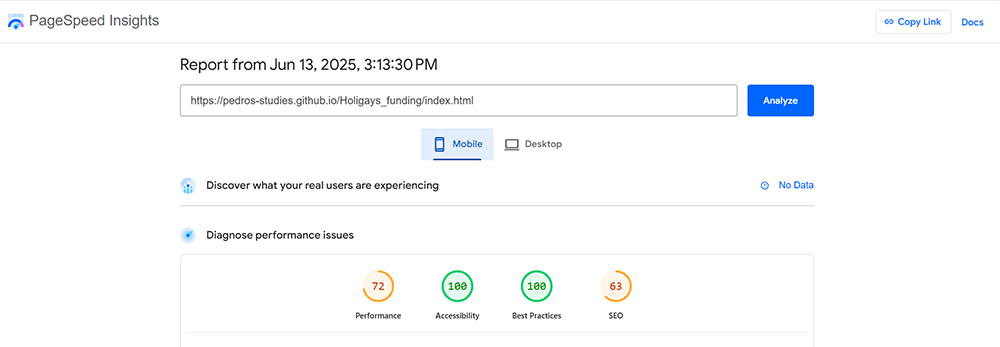 PageSpeed Insights
Copy Link
Docs
Report from Jun 13, 2025, 3:13:30 PM
https://pedros-studies.github.io/Holigays_funding/index.html
Analyze
Mobile
Desktop
Discover what your real users are experiencing
No Data
Diagnose performance issues
72
100
100
63
Performance
Accessibility
Best Practices
SEO